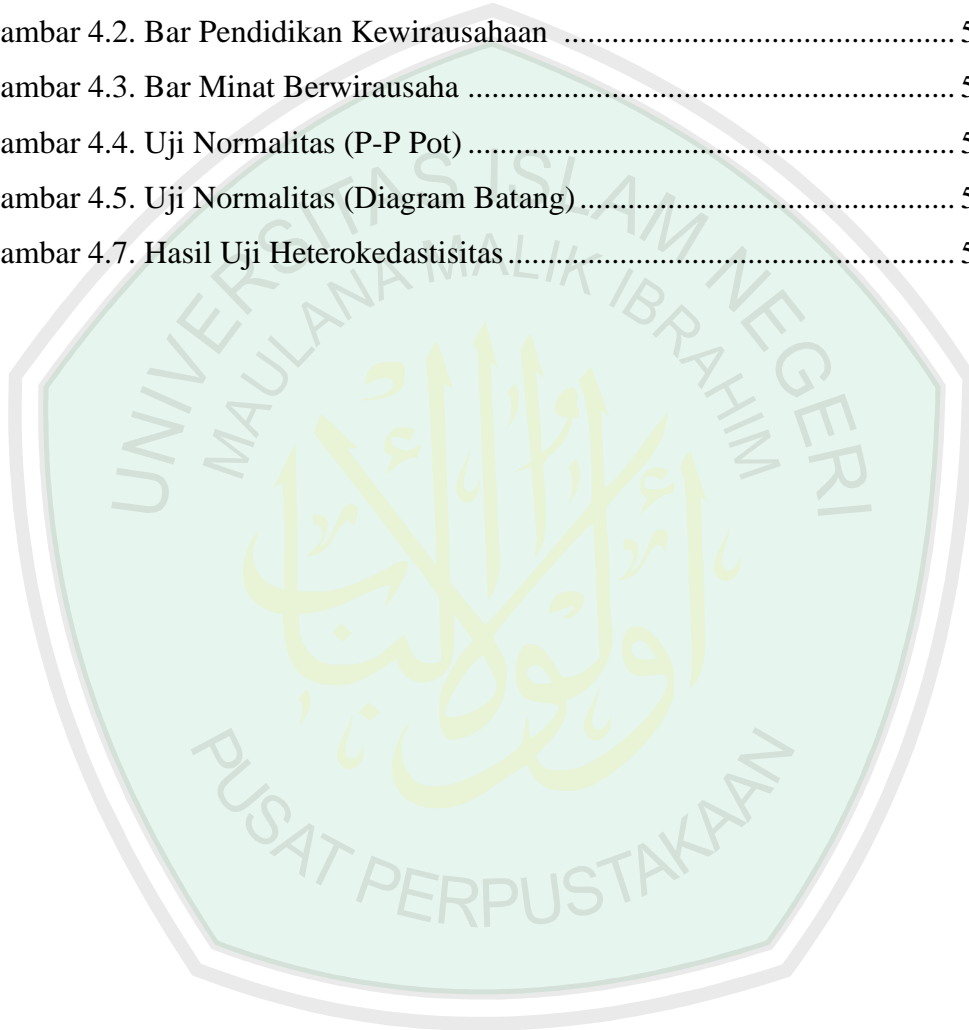 ambar 4.2. Bar Pendidikan Kewirausahaan ................................................. 5
ambar 4.3. Bar Minat Berwirausaha ............................................................. 5
ambar 4.4. Uji Normalitas (P-P Pot) ............................................................. 5
ambar 4.5. Uji Normalitas (Diagram Batang) ............................................... 5
ambar 4.7. Hasil Uji Heterokedastisitas ........................................................ 5
UNIVERSITAS ISLAM NEGERI
MAULANA MALIK IBRAHIM
أولوا الألباب
PUSAT PERPUSTAKAAN